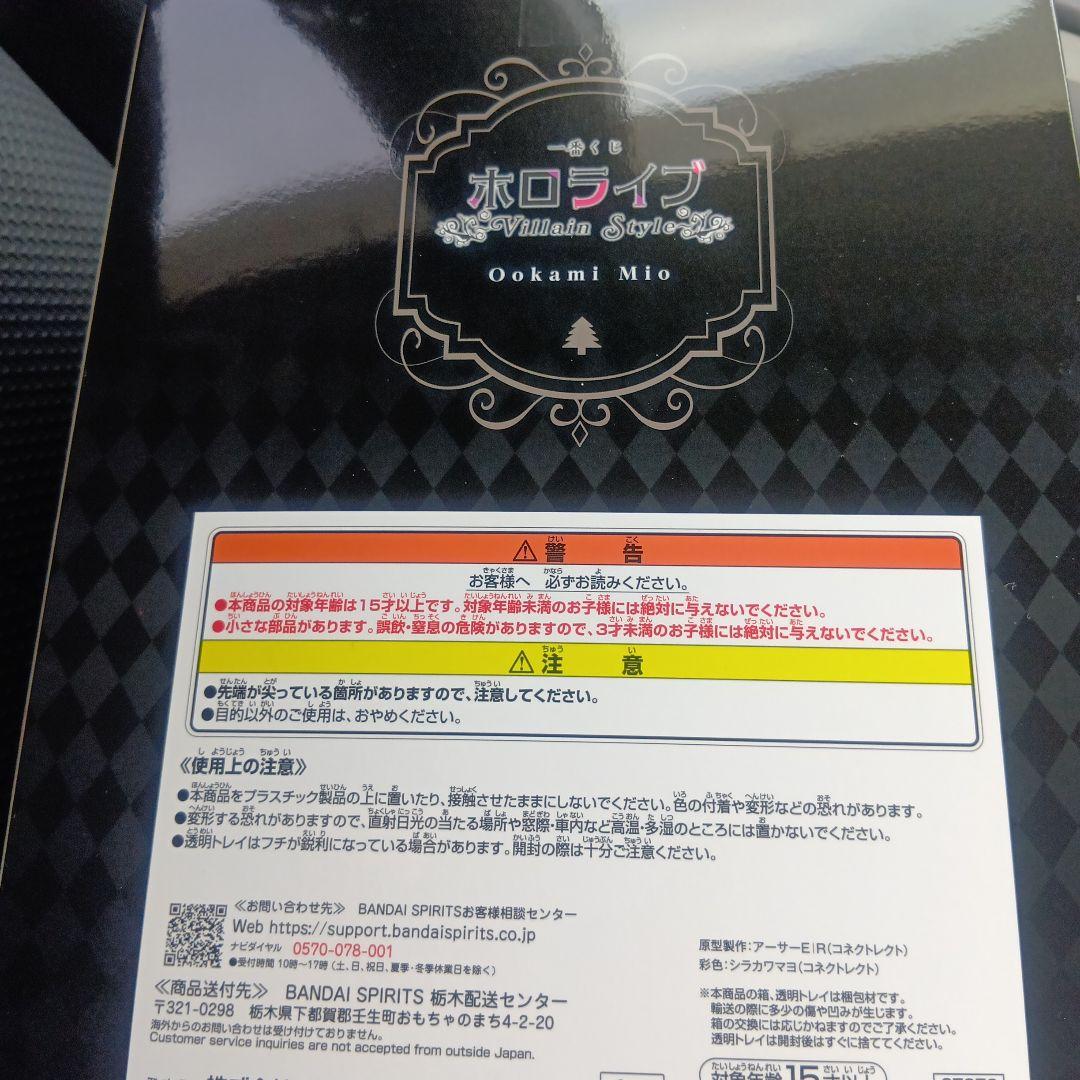 一番くじ
ホロライブ
Villain Style
Ookami Mio
⚠警告
お客様へ 必ずお読みください。
●本商品の対象年齢は15才以上です。対象年齢未満のお子様には絶対に与えないでください。
●小さな部品があります。誤飲・窒息の危険がありますので、3才未満のお子様には絶対に与えないでください。
⚠注意
●先端が尖っている箇所がありますので、注意してください。
●目的以外のご使用は、おやめください。
《使用上の注意》
●本商品をプラスチック製品の上に置いたり、接触させたままにしないでください。色の付着や変形などの恐れがあります。
●変形する恐れがありますので、直射日光の当たる場所や窓際・車内など高温・多湿のところには置かないでください。
●透明トレイはフチが鋭利になっている場合があります。開封の際は十分ご注意ください。
《お問い合わせ先》 BANDAI SPIRITSお客様相談センター
Web https://support.bandaispirits.co.jp
ナビダイヤル 0570-078-001
●受付時間 10時〜17時(土、日、祝日、夏季・冬季休業日を除く)
《商品送付先》 BANDAI SPIRITS 栃木配送センター
〒321-0298 栃木県下都賀郡壬生町おもちゃのまち4-2-20
海外からのお問い合わせは受け付けておりません。
Customer service inquiries are not accepted from outside Japan.
原型製作:アーサーE|R(コネクトレクト)
彩色:シラカワマヨ(コネクトレクト)
※本商品の箱、透明トレイは梱包材です。
輸送の際に多少の傷や凹みが生じます。
箱の交換には応じかねますのでご了承ください。
透明トレイは開封後はすぐに捨ててください。
対象年齢15才以上